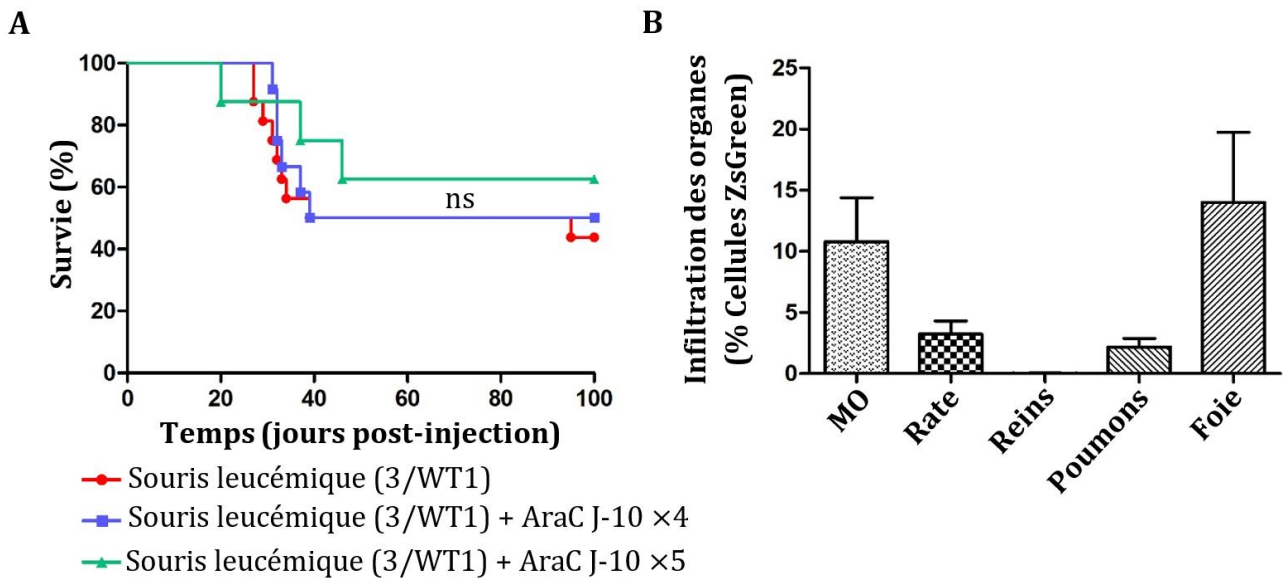 A
B
Survie (%)
100
80
60
40
20
0
ns
0 20 40 60 80 100
Temps (jours post-injection)
Souris leucémique (3/WT1)
Souris leucémique (3/WT1) + AraC J-10 ×4
Souris leucémique (3/WT1) + AraC J-10 ×5
Infiltration des organes
(% Cellules ZsGreen)
25
20
15
10
5
0
MO
Rate
Reins
Poumons
Foie